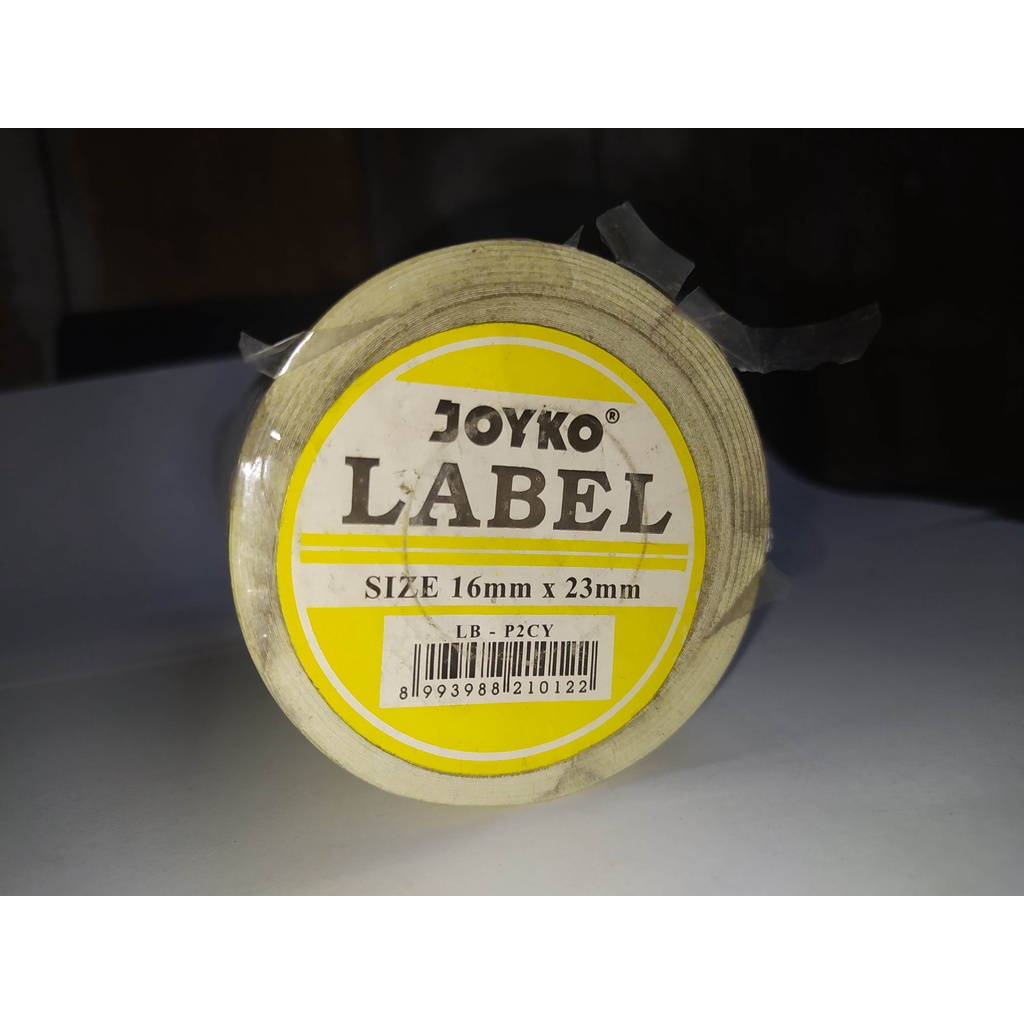 JOYKO®
LABEL
SIZE 16mm x 23mm
LB - P2CY
8 993988 210122